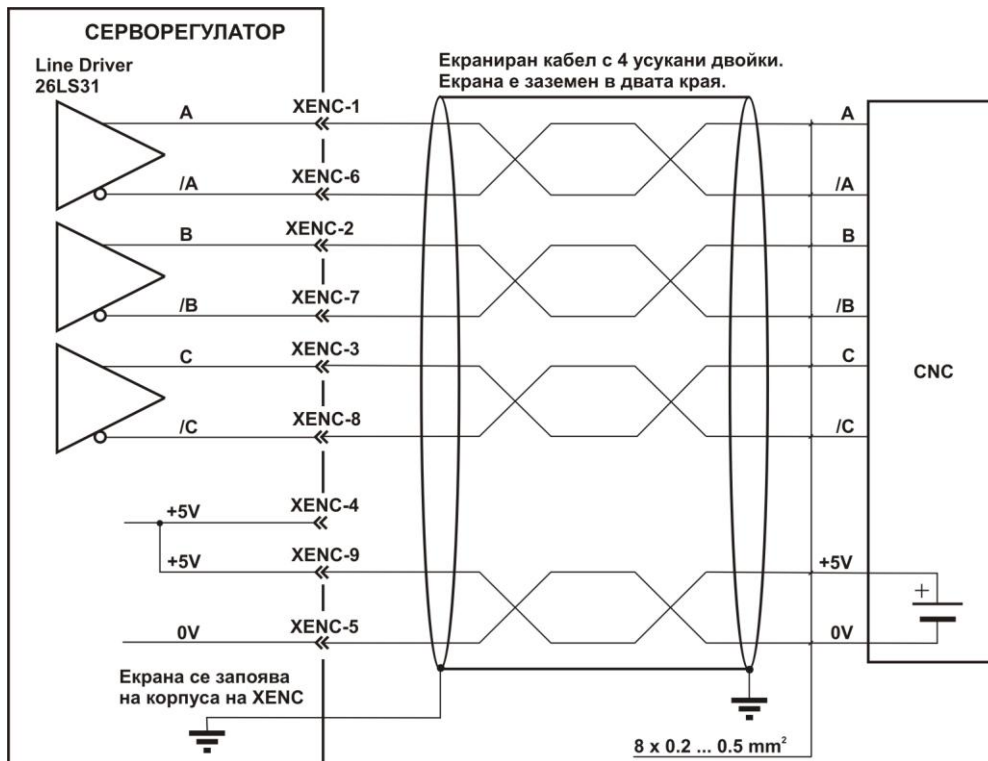 СЕРВОРЕГУЛАТОР
Line Driver
26LS31
Екраниран кабел с 4 усукани двойки.
Екрана е заземен в двата края.
A
XENC-1
A
/A
XENC-6
/A
B
XENC-2
B
/B
XENC-7
/B
C
XENC-3
C
CNC
/C
XENC-8
/C
+5V
XENC-4
+5V
XENC-9
+5V
+
0V
XENC-5
0V
Екрана се запоява
на корпуса на XENC
8 x 0.2 ... 0.5 mm²